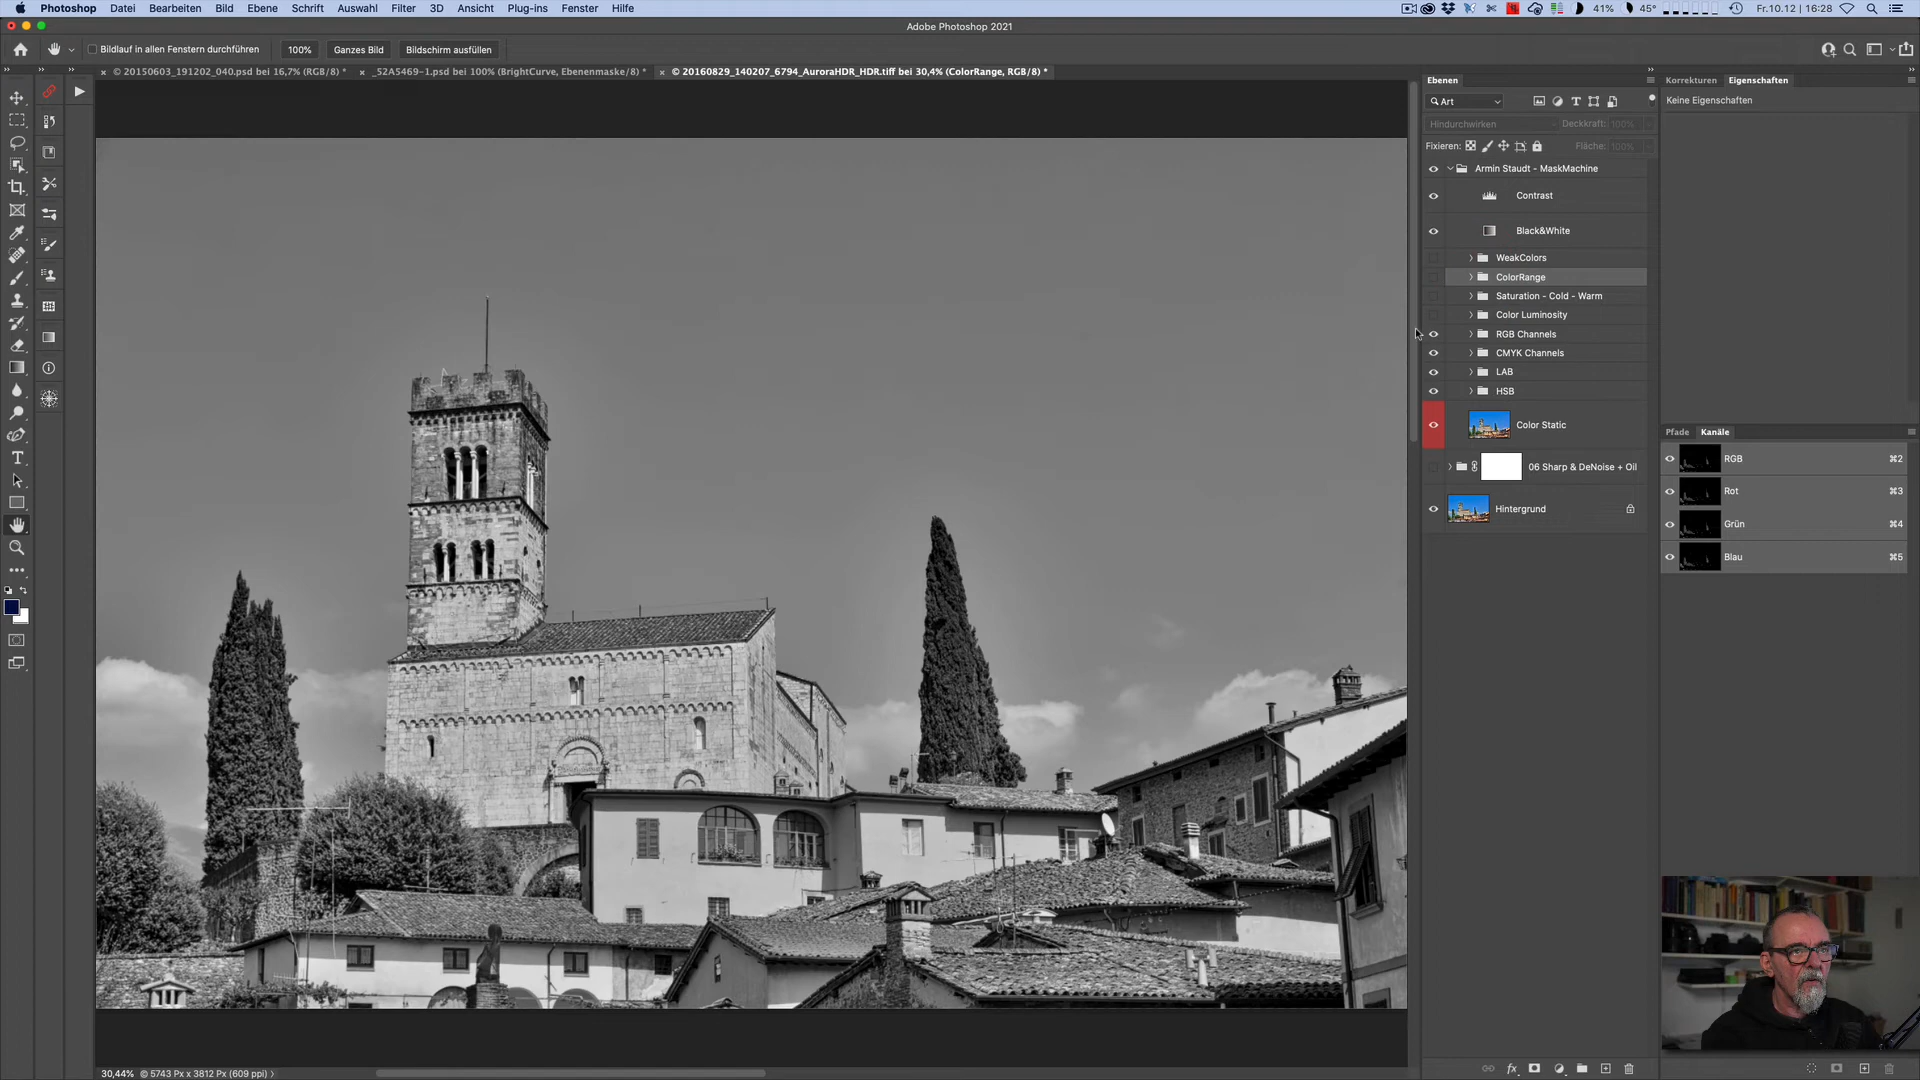 Photoshop Datei Bearbeiten Bild Ebene Schrift Auswahl Filter 3D Ansicht Plug-ins Fenster Hilfe 41% 45° Fr.10.12 16:28
Adobe Photoshop 2021
Bildlauf in allen Fenstern durchführen 100% Ganzes Bild Bildschirm ausfüllen
× © 20150603_191202_040.psd bei 16,7% (RGB/8) * × _52A5469-1.psd bei 100% (BrightCurve, Ebenenmaske/8) * × © 20160829_140207_6794_AuroraHDR_HDR.tiff bei 30,4% (ColorRange, RGB/8) *
Ebenen
Art
Hindurchwirken Deckkraft: 100%
Fixieren: Fläche: 100%
Armin Staudt - MaskMachine
Contrast
Black&White
WeakColors
ColorRange
Saturation - Cold - Warm
Color Luminosity
RGB Channels
CMYK Channels
LAB
HSB
Color Static
06 Sharp & DeNoise + Oil
Hintergrund
Korrekturen Eigenschaften
Keine Eigenschaften
Pfade Kanäle
RGB ⌘2
Rot ⌘3
Grün ⌘4
Blau ⌘5
30,44% © 5743 Px x 3812 Px (609 ppi)